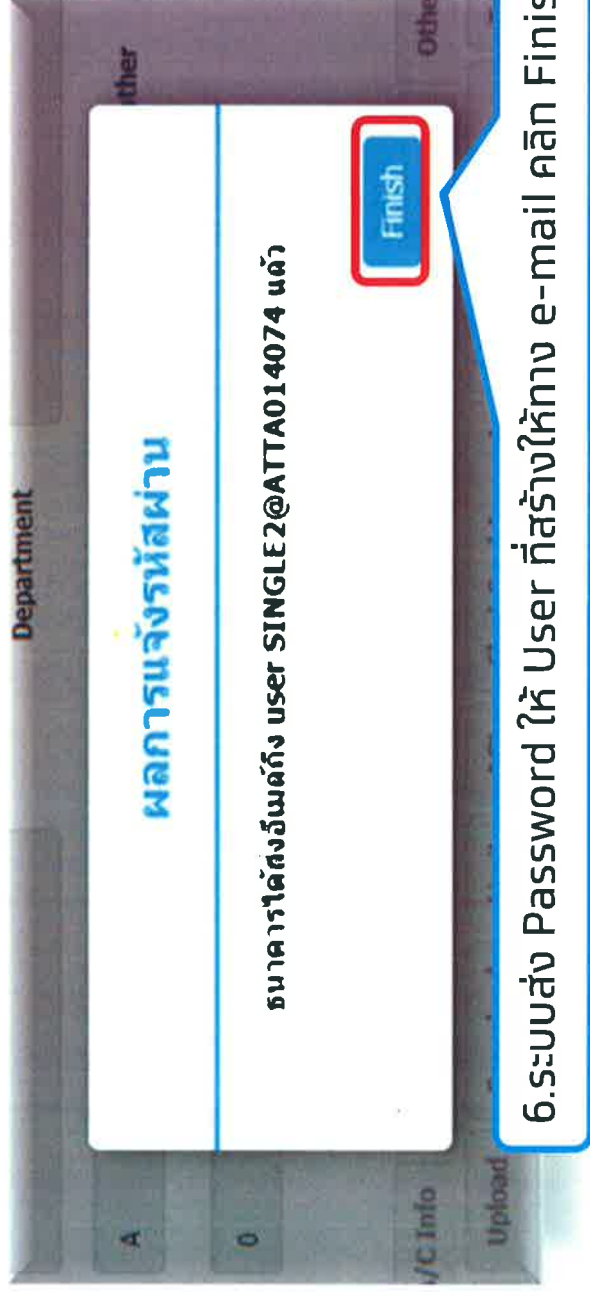 Department
ther
A
ผลการแจ้งรหัสผ่าน
0
ธนาคารได้ส่งอีเมล์ถึง user SINGLE2@ATTA014074 แล้ว
Finish
/C Info
Othe
Upload
6.ระบบส่ง Password ให้ User ที่สร้างให้ทาง e-mail คลิก Finis